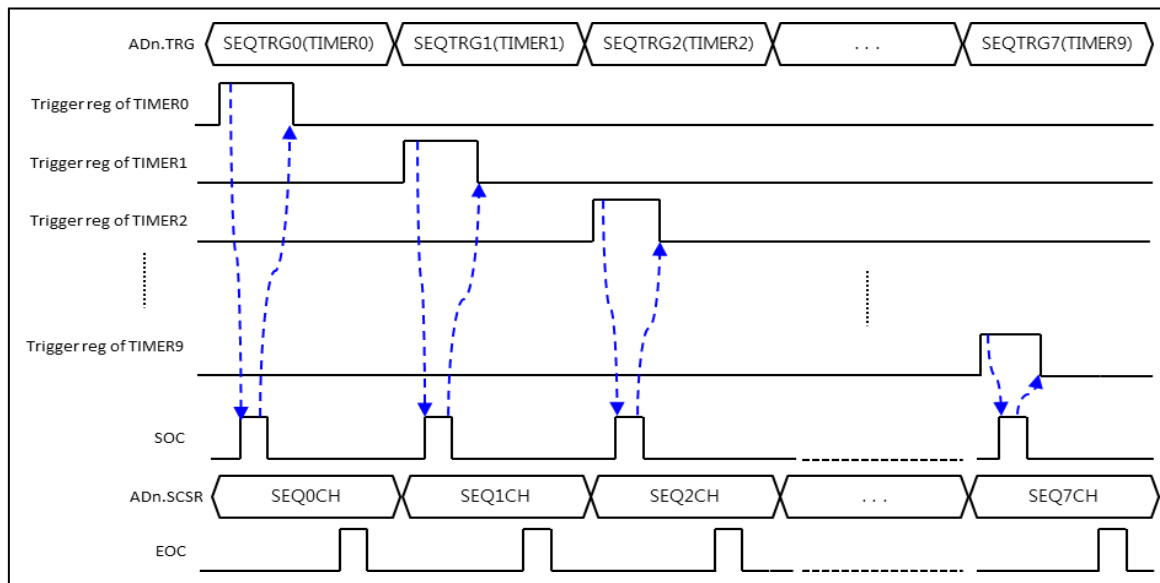 ADn.TRG SEQTRG0(TIMER0) SEQTRG1(TIMER1) SEQTRG2(TIMER2) . . . SEQTRG7(TIMER9)
Trigger reg of TIMER0
Trigger reg of TIMER1
Trigger reg of TIMER2
Trigger reg of TIMER9
SOC
ADn.SCSR SEQ0CH SEQ1CH SEQ2CH . . . SEQ7CH
EOC